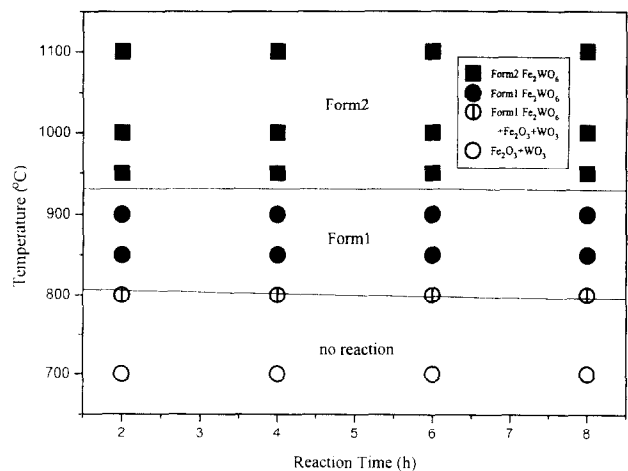 1100
1000
900
800
700
Temperature (⁰C)
Form2
Form1
no reaction
Form2 Fe₂WO₆
Form1 Fe₂WO₆
Form1 Fe₂WO₆
+Fe₂O₃+WO₃
Fe₂O₃+WO₃
2 3 4 5 6 7 8
Reaction Time (h)